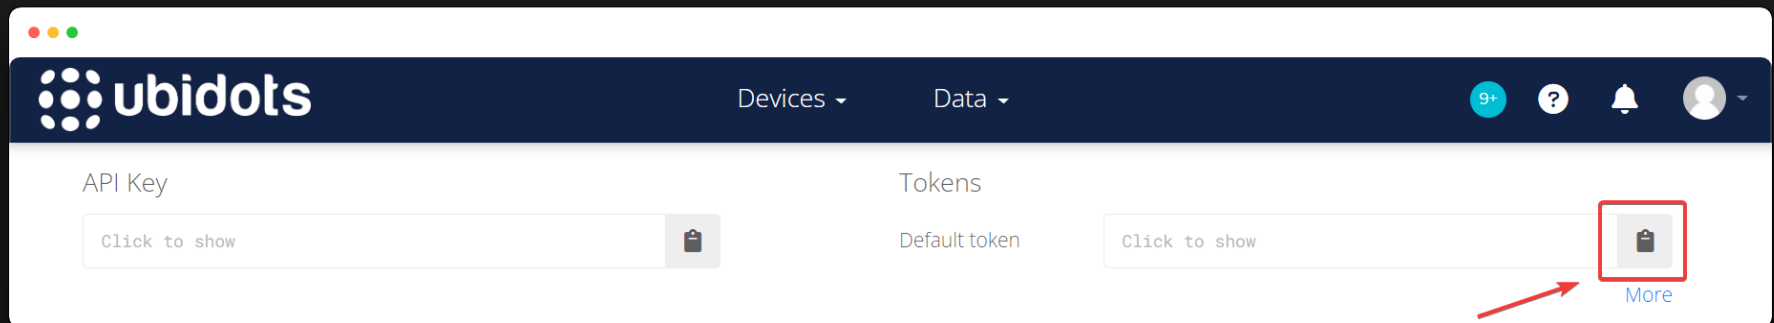 ubidots
Devices
Data
9+
?
API Key
Tokens
Click to show
Default token
Click to show
More